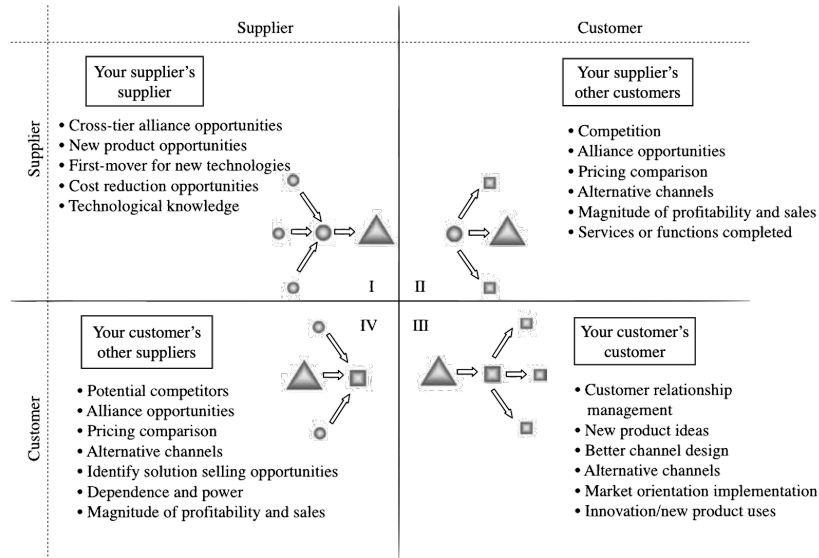 Supplier
Customer
Supplier
Your supplier’s
supplier
• Cross-tier alliance opportunities
• New product opportunities
• First-mover for new technologies
• Cost reduction opportunities
• Technological knowledge
I
Your supplier’s
other customers
• Competition
• Alliance opportunities
• Pricing comparison
• Alternative channels
• Magnitude of profitability and sales
• Services or functions completed
II
Customer
Your customer’s
other suppliers
IV
• Potential competitors
• Alliance opportunities
• Pricing comparison
• Alternative channels
• Identify solution selling opportunities
• Dependence and power
• Magnitude of profitability and sales
III
Your customer’s
customer
• Customer relationship
management
• New product ideas
• Better channel design
• Alternative channels
• Market orientation implementation
• Innovation/new product uses